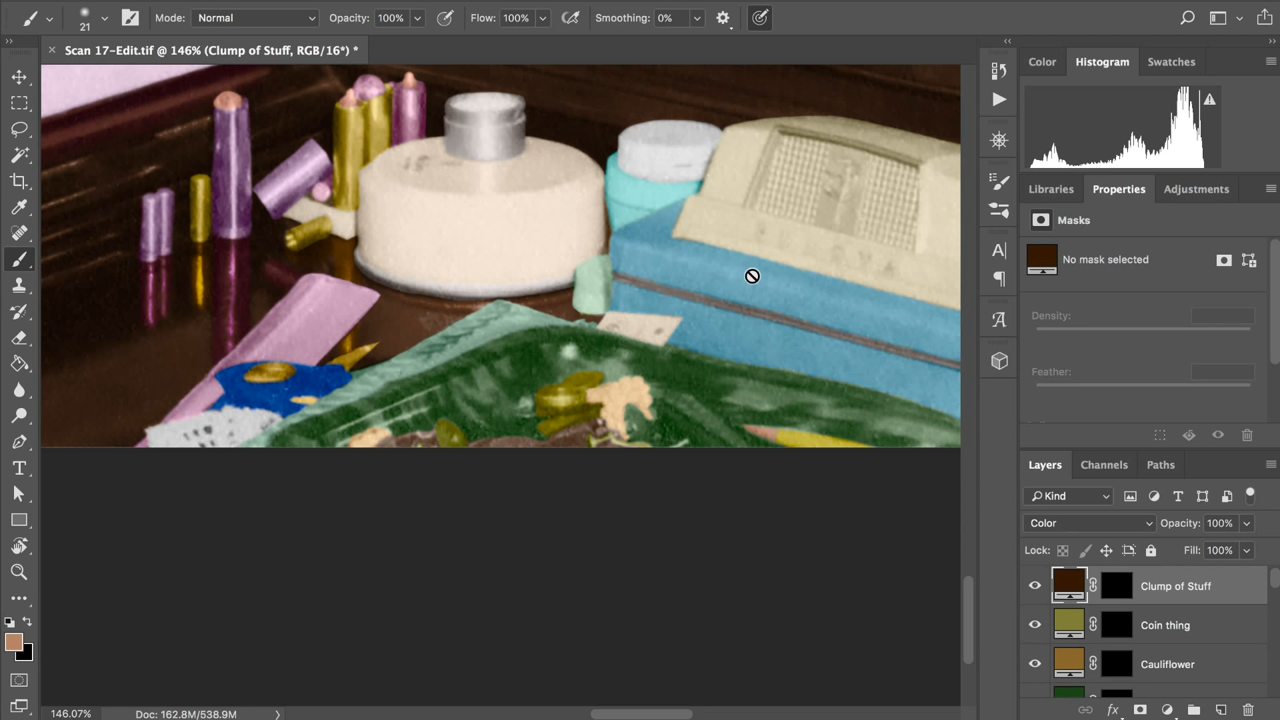 21
Mode: Normal
Opacity: 100%
Flow: 100%
Smoothing: 0%
Scan 17-Edit.tif @ 146% (Clump of Stuff, RGB/16*) *
Color
Histogram
Swatches
Libraries
Properties
Adjustments
Masks
No mask selected
Density:
Feather:
Layers
Channels
Paths
Kind
Color
Opacity: 100%
Lock:
Fill: 100%
Clump of Stuff
Coin thing
Cauliflower
146.07%
Doc: 162.8M/538.9M